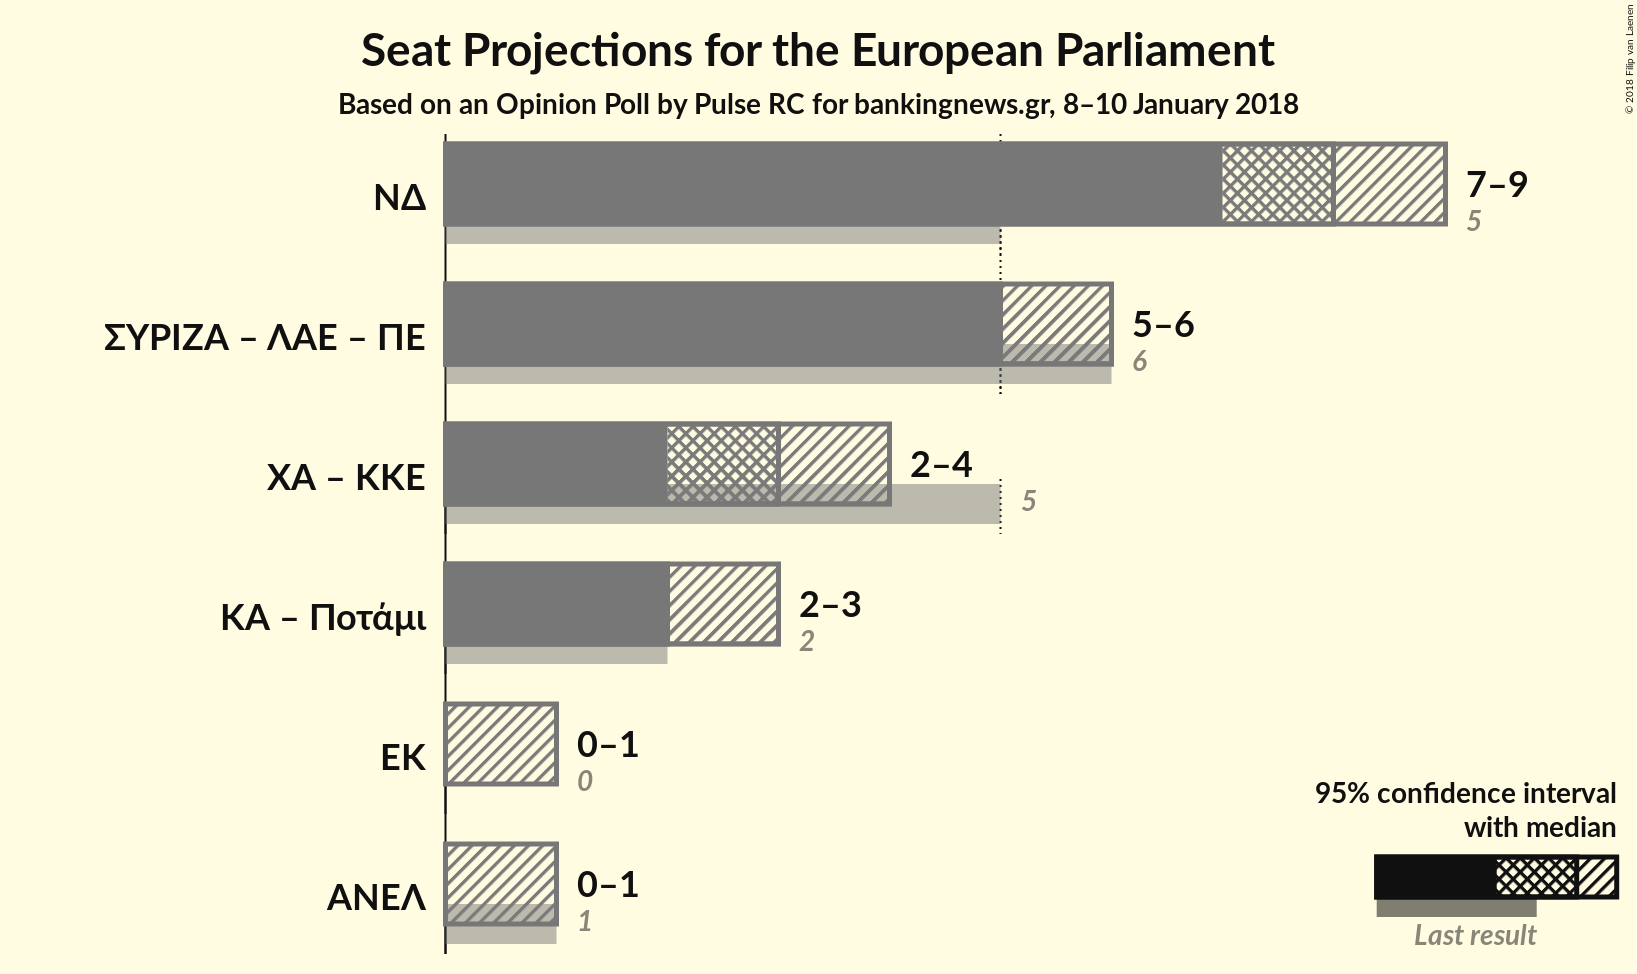 Seat Projections for the European Parliament
Based on an Opinion Poll by Pulse RC for bankingnews.gr, 8–10 January 2018
© 2018 Filip van Laenen
ΝΔ
7–9
5
ΣΥΡΙΖΑ – ΛΑΕ – ΠΕ
5–6
6
ΧΑ – ΚΚΕ
2–4
5
ΚΑ – Ποτάμι
2–3
2
ΕΚ
0–1
0
ΑΝΕΛ
0–1
1
95% confidence interval
with median
Last result